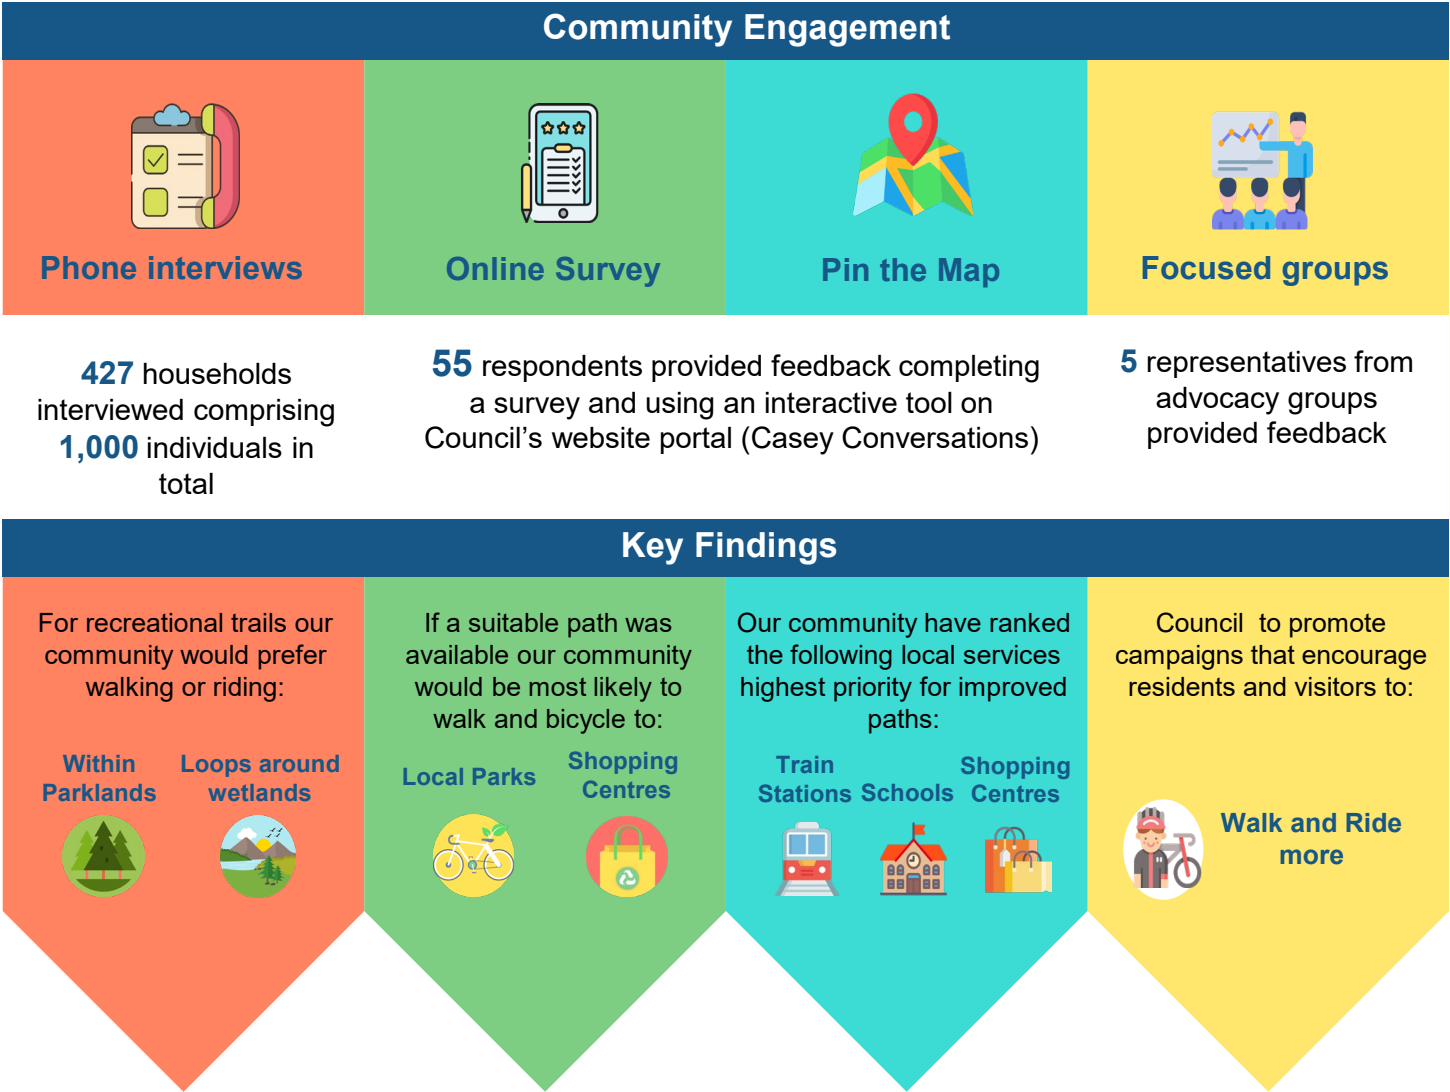 Community Engagement
Phone interviews
Online Survey
Pin the Map
Focused groups
427 households
interviewed comprising
1,000 individuals in
total
55 respondents provided feedback completing
a survey and using an interactive tool on
Council's website portal (Casey Conversations)
5 representatives from
advocacy groups
provided feedback
Key Findings
For recreational trails our
community would prefer
walking or riding:
Within
Parklands
Loops around
wetlands
If a suitable path was
available our community
would be most likely to
walk and bicycle to:
Local Parks
Shopping
Centres
Our community have ranked
the following local services
highest priority for improved
paths:
Train
Stations
Schools
Shopping
Centres
Council to promote
campaigns that encourage
residents and visitors to:
Walk and Ride
more